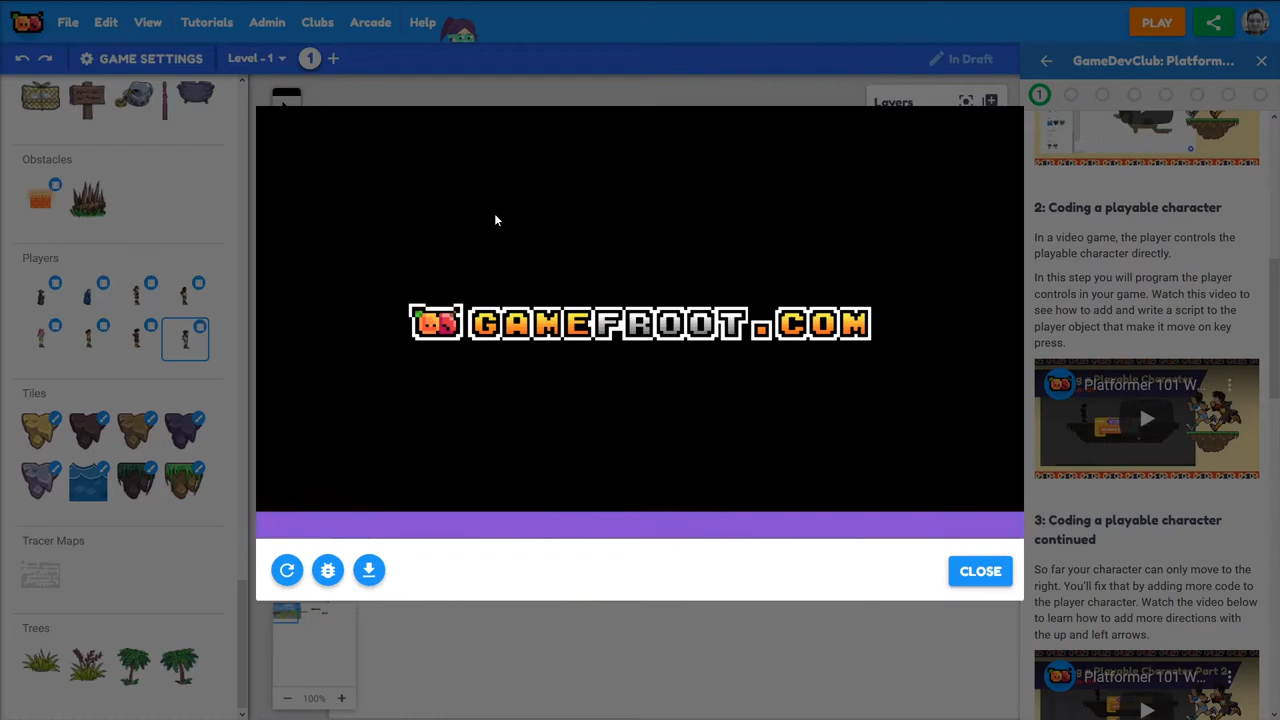 File Edit View Tutorials Admin Clubs Arcade Help PLAY
GAME SETTINGS Level - 1 1 + In Draft
GameDevClub: Platform...
1
Layers
Obstacles
Players
Tiles
Tracer Maps
Trees
GAMEFROOT.COM
CLOSE
100%
2: Coding a playable character
In a video game, the player controls the
playable character directly.
In this step you will program the player
controls in your game. Watch this video to
see how to add and write a script to the
player object that make it move on key
press.
Platformer 101 W...
3: Coding a playable character
continued
So far your character can only move to the
right. You'll fix that by adding more code to
the player character. Watch the video below
to learn how to add more directions with
the up and left arrows.
Platformer 101 W...